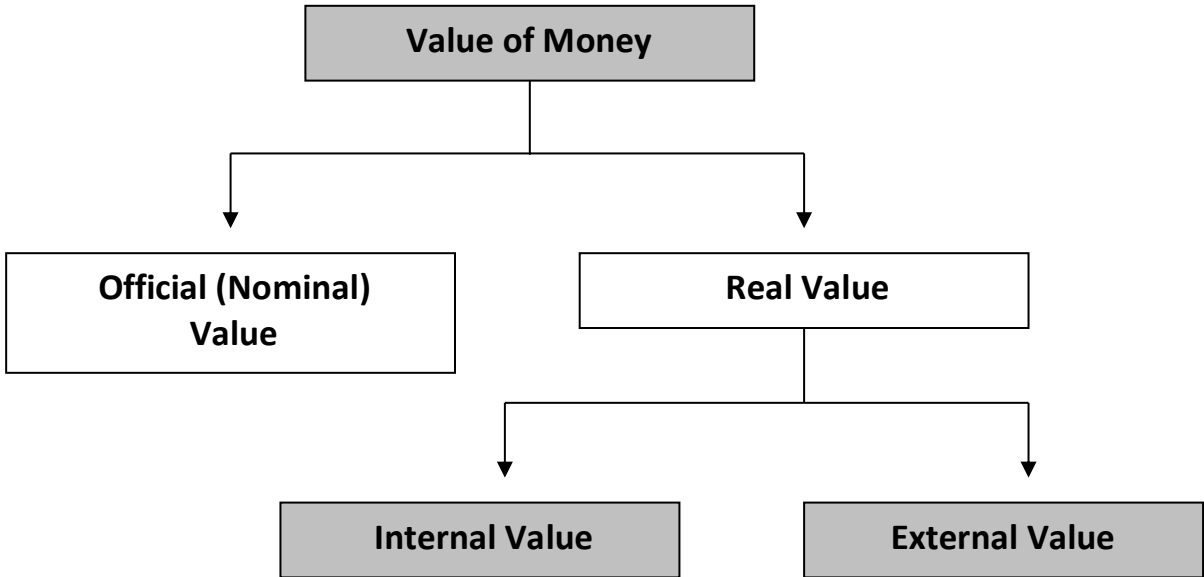 Value of Money
Official (Nominal)
Value
Real Value
Internal Value
External Value